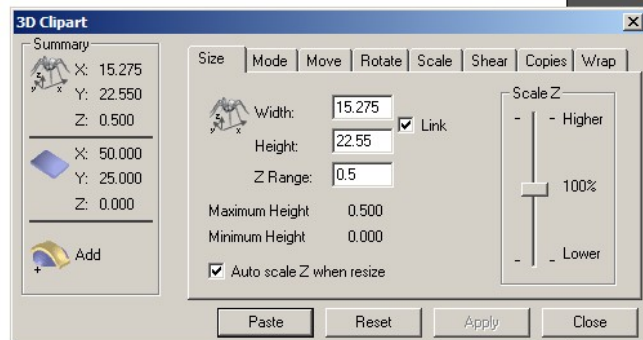 3D Clipart
Summary
X: 15.275
Y: 22.550
Z: 0.500
X: 50.000
Y: 25.000
Z: 0.000
Add
Size Mode Move Rotate Scale Shear Copies Wrap
Width: 15.275
Link
Height: 22.55
Z Range: 0.5
Maximum Height 0.500
Minimum Height 0.000
Auto scale Z when resize
Scale Z
Higher
100%
Lower
Paste Reset Apply Close